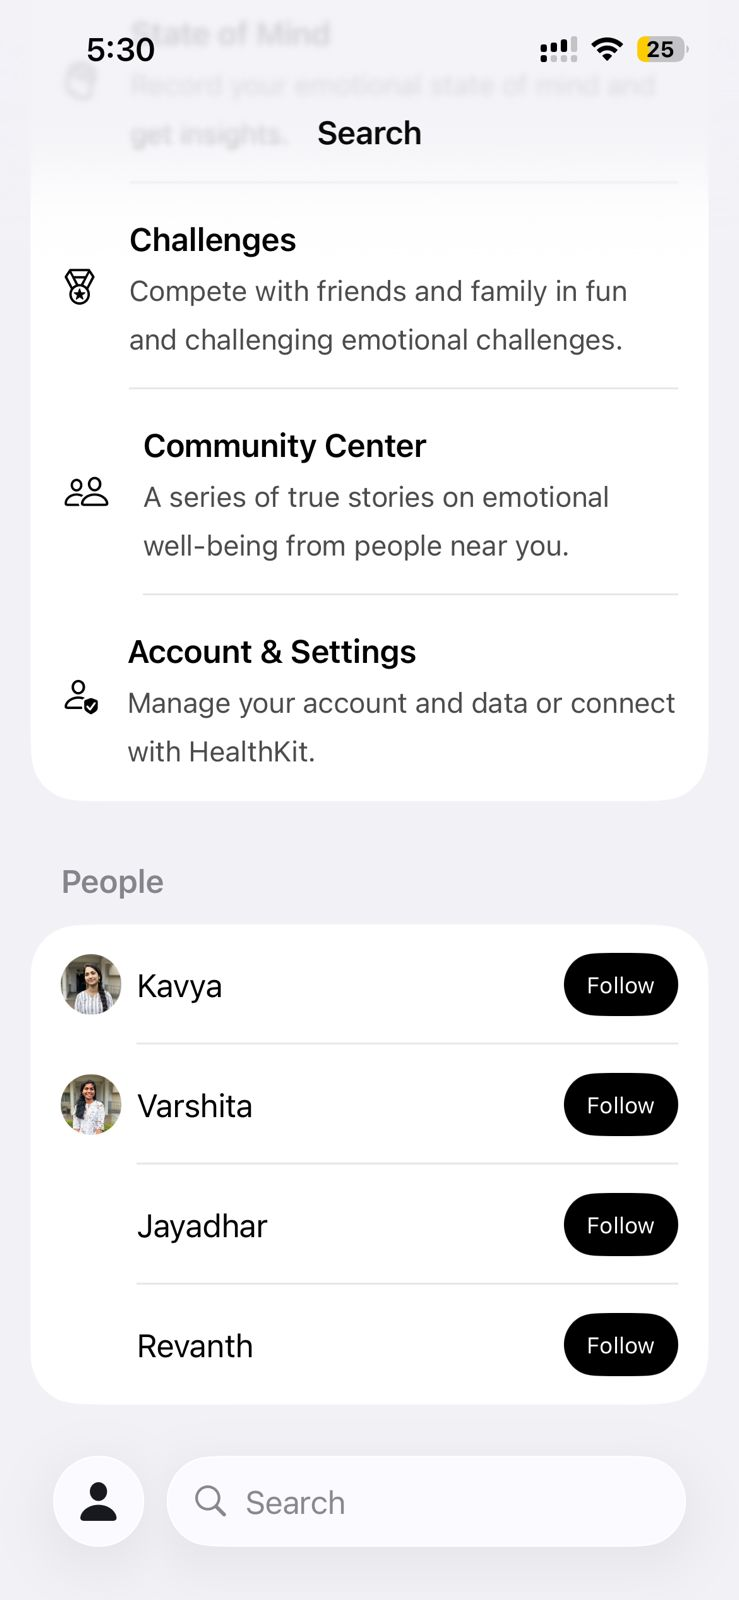 5:30
25
State of Mind
Record your emotional state of mind and
get insights.
Search
Challenges
Compete with friends and family in fun
and challenging emotional challenges.
Community Center
A series of true stories on emotional
well-being from people near you.
Account & Settings
Manage your account and data or connect
with HealthKit.
People
Kavya
Follow
Varshita
Follow
Jayadhar
Follow
Revanth
Follow
Search